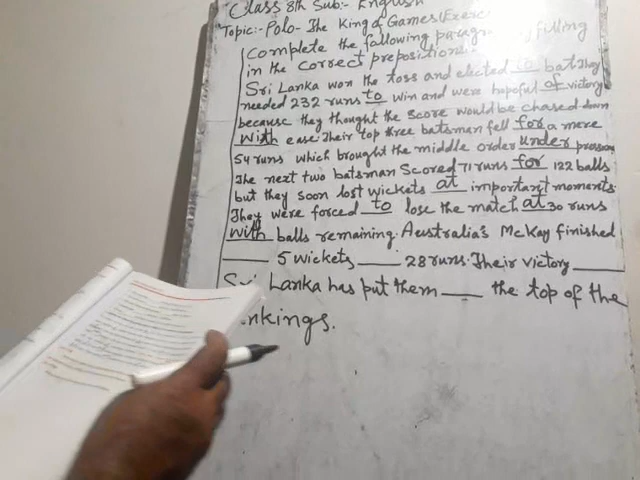 Class 8th Sub:- English
Topic:- Polo- The King of Games (Exerc
Complete the following paragra filling
in the correct preposition
Sri Lanka won the toss and elected to bat. They
needed 232 runs to win and were hopeful of victory
because they thought the score would be chased down
with ease. Their top three batsman fell for a mere
54 runs which brought the middle order under pressure
The next two batsman scored 71 runs for 122 balls
but they soon lost wickets at important moments.
They were forced to lose the match at 30 runs
with balls remaining. Australia's McKay finished
____ 5 wickets ____ 28 runs. Their victory ____
Sri Lanka has put them ____ the top of the
nkings.